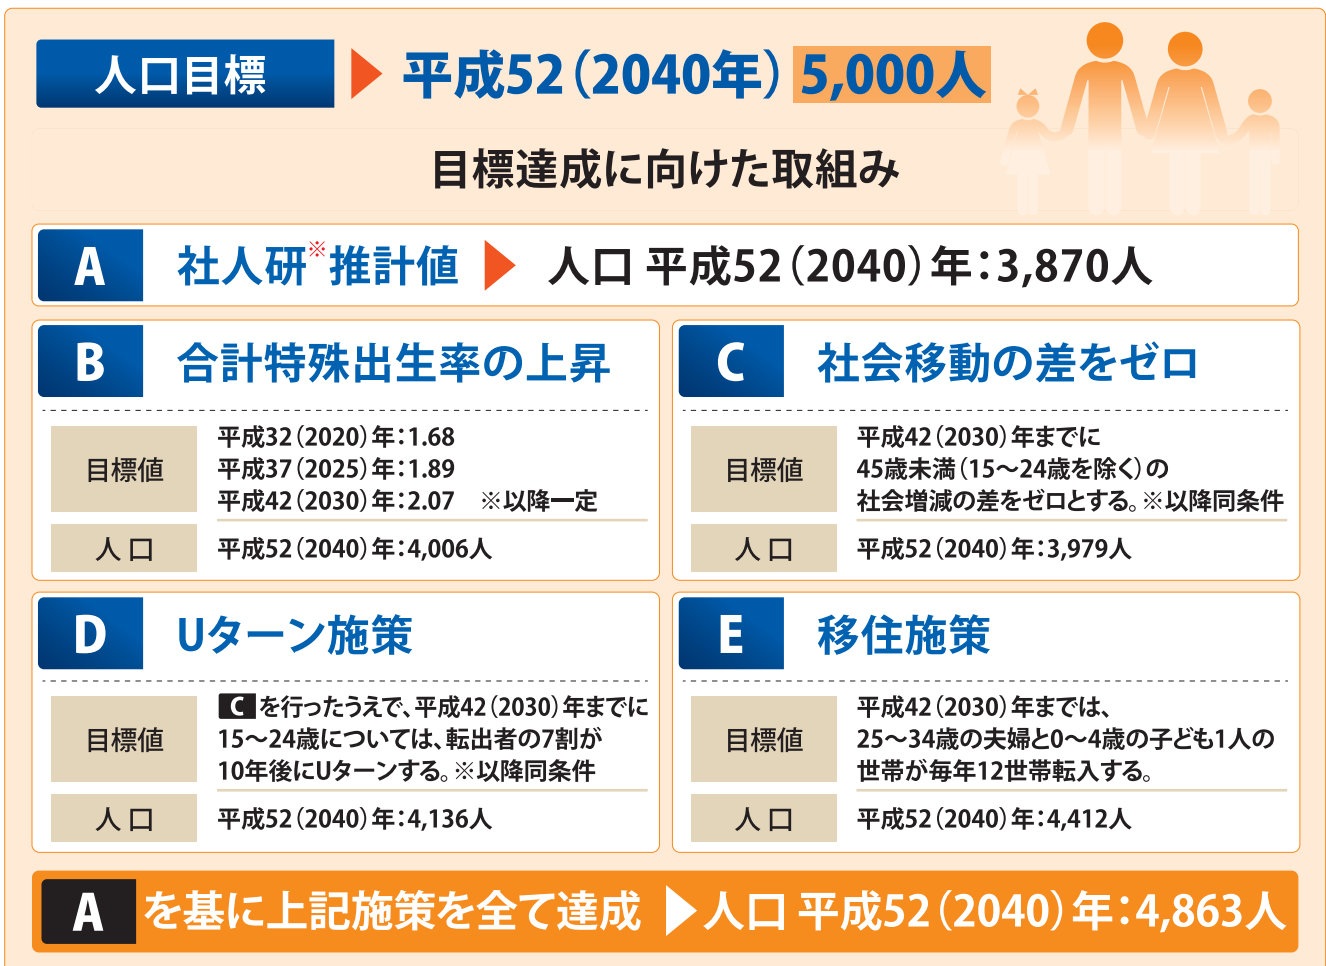 人口目標 平成52（2040年）5,000人
目標達成に向けた取組み
A 社人研※推計値 人口 平成52（2040）年：3,870人
B 合計特殊出生率の上昇
目標値
平成32（2020）年：1.68
平成37（2025）年：1.89
平成42（2030）年：2.07 ※以降一定
人口 平成52（2040）年：4,006人
C 社会移動の差をゼロ
目標値
平成42（2030）年までに
45歳未満（15～24歳を除く）の
社会増減の差をゼロとする。※以降同条件
人口 平成52（2040）年：3,979人
D Uターン施策
目標値
Cを行ったうえで、平成42（2030）年までに
15～24歳については、転出者の7割が
10年後にUターンする。※以降同条件
人口 平成52（2040）年：4,136人
E 移住施策
目標値
平成42（2030）年までは、
25～34歳の夫婦と0～4歳の子ども1人の
世帯が毎年12世帯転入する。
人口 平成52（2040）年：4,412人
Aを基に上記施策を全て達成 人口 平成52（2040）年：4,863人